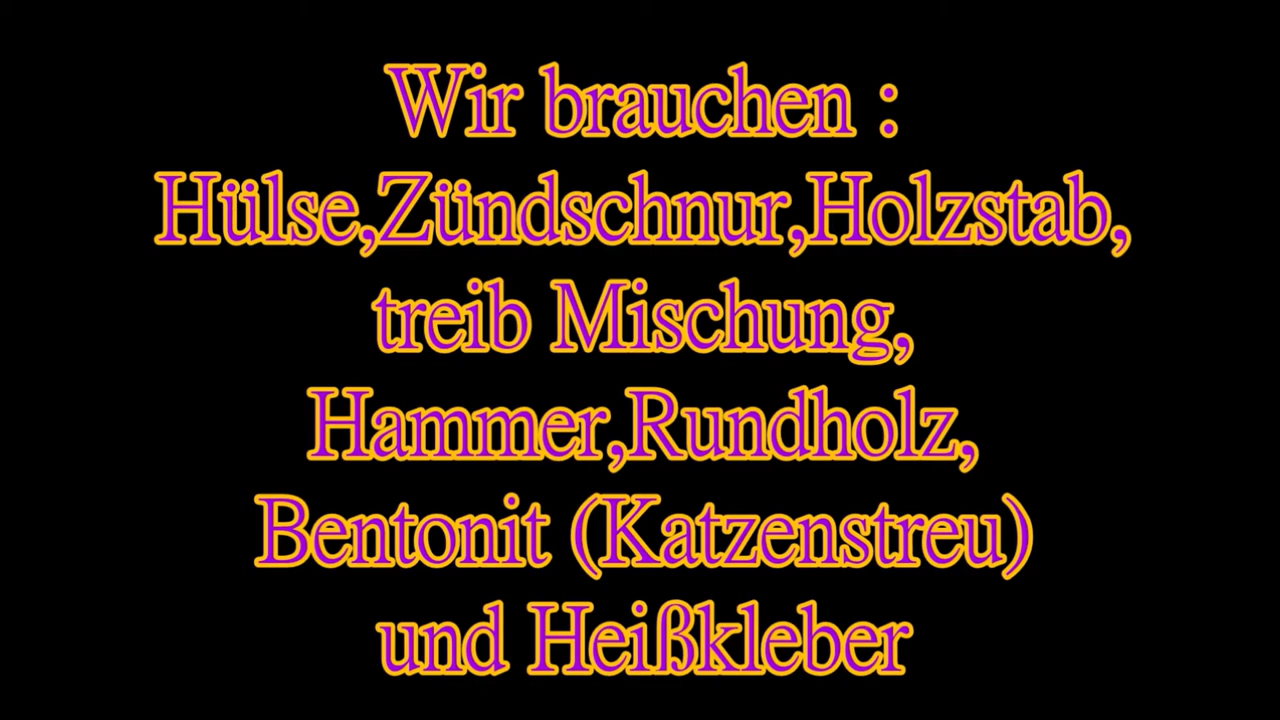 Wir brauchen :
Hülse,Zündschnur,Holzstab,
treib Mischung,
Hammer,Rundholz,
Bentonit (Katzenstreu)
und Heißkleber